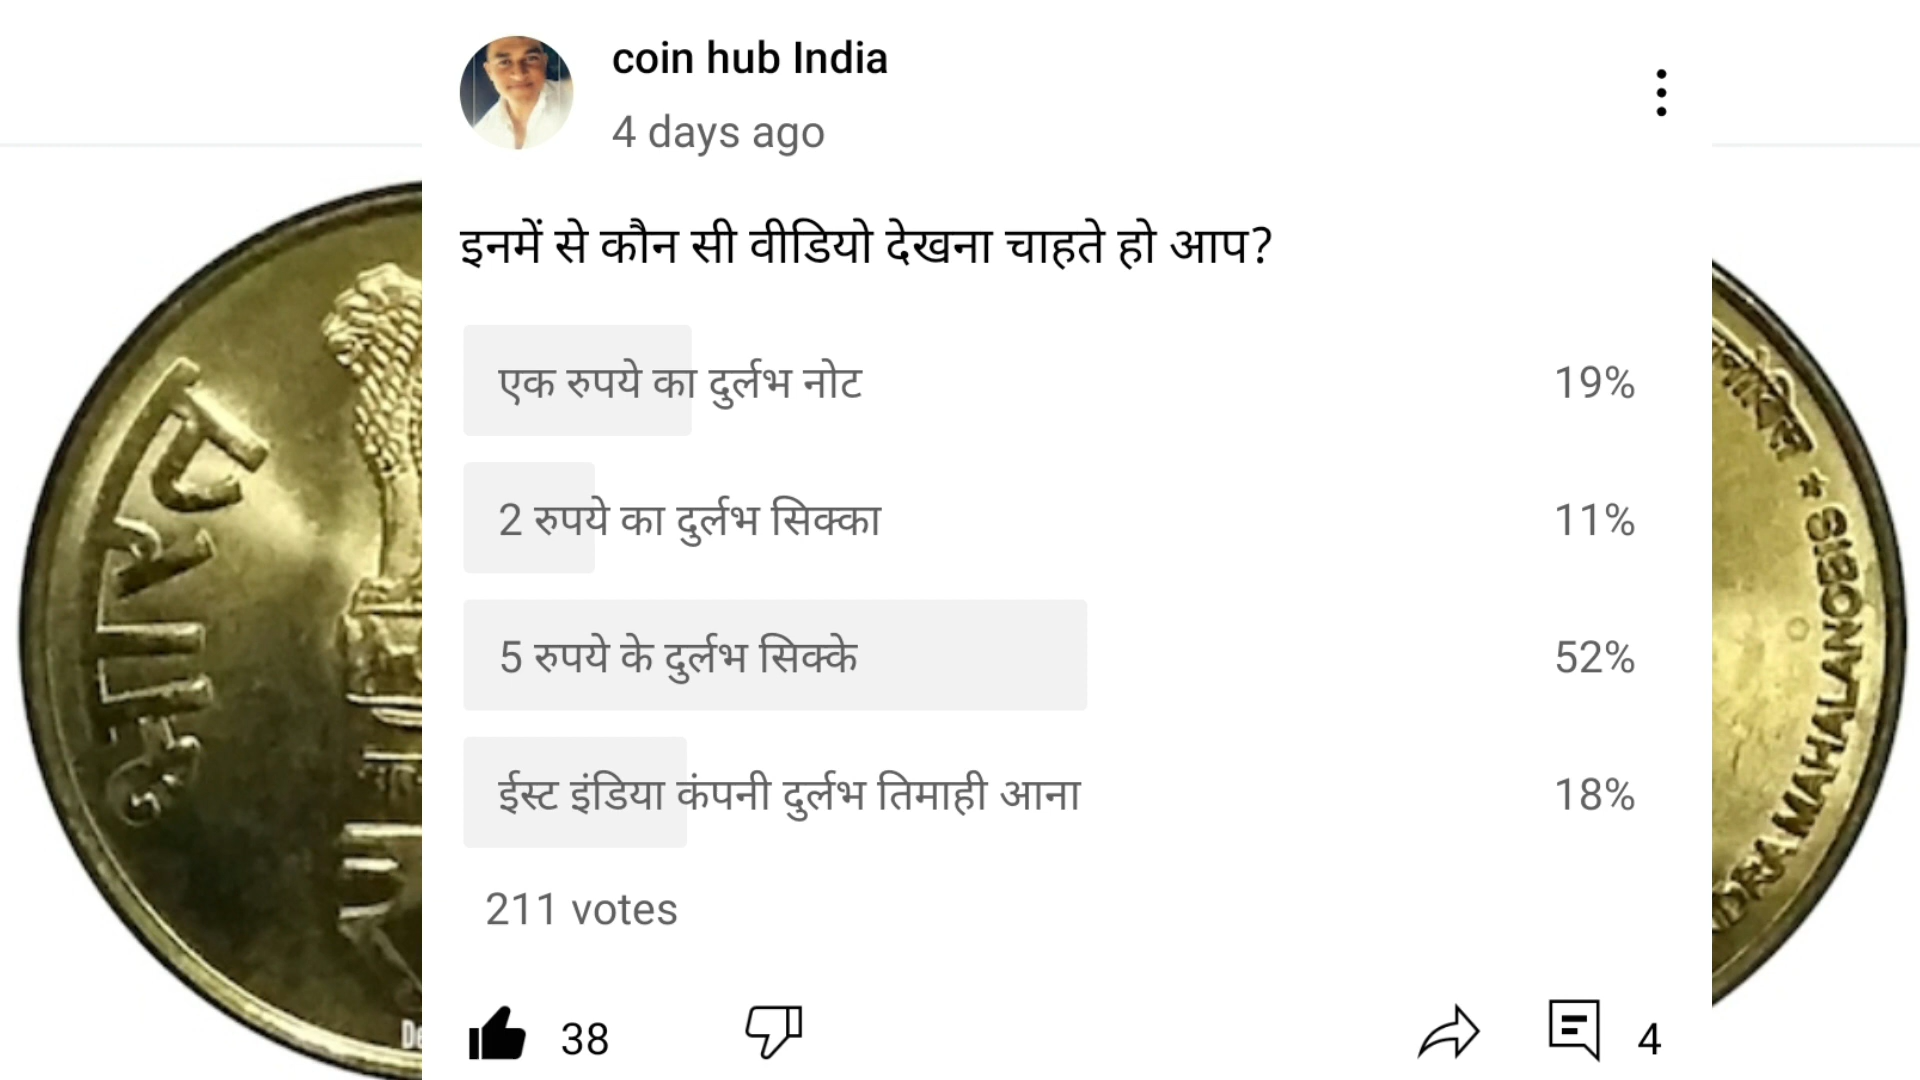 coin hub India
4 days ago
इनमें से कौन सी वीडियो देखना चाहते हो आप?
एक रुपये का दुर्लभ नोट 19%
2 रुपये का दुर्लभ सिक्का 11%
5 रुपये के दुर्लभ सिक्के 52%
ईस्ट इंडिया कंपनी दुर्लभ तिमाही आना 18%
211 votes
38 4
भारत
MAHALANOBIS